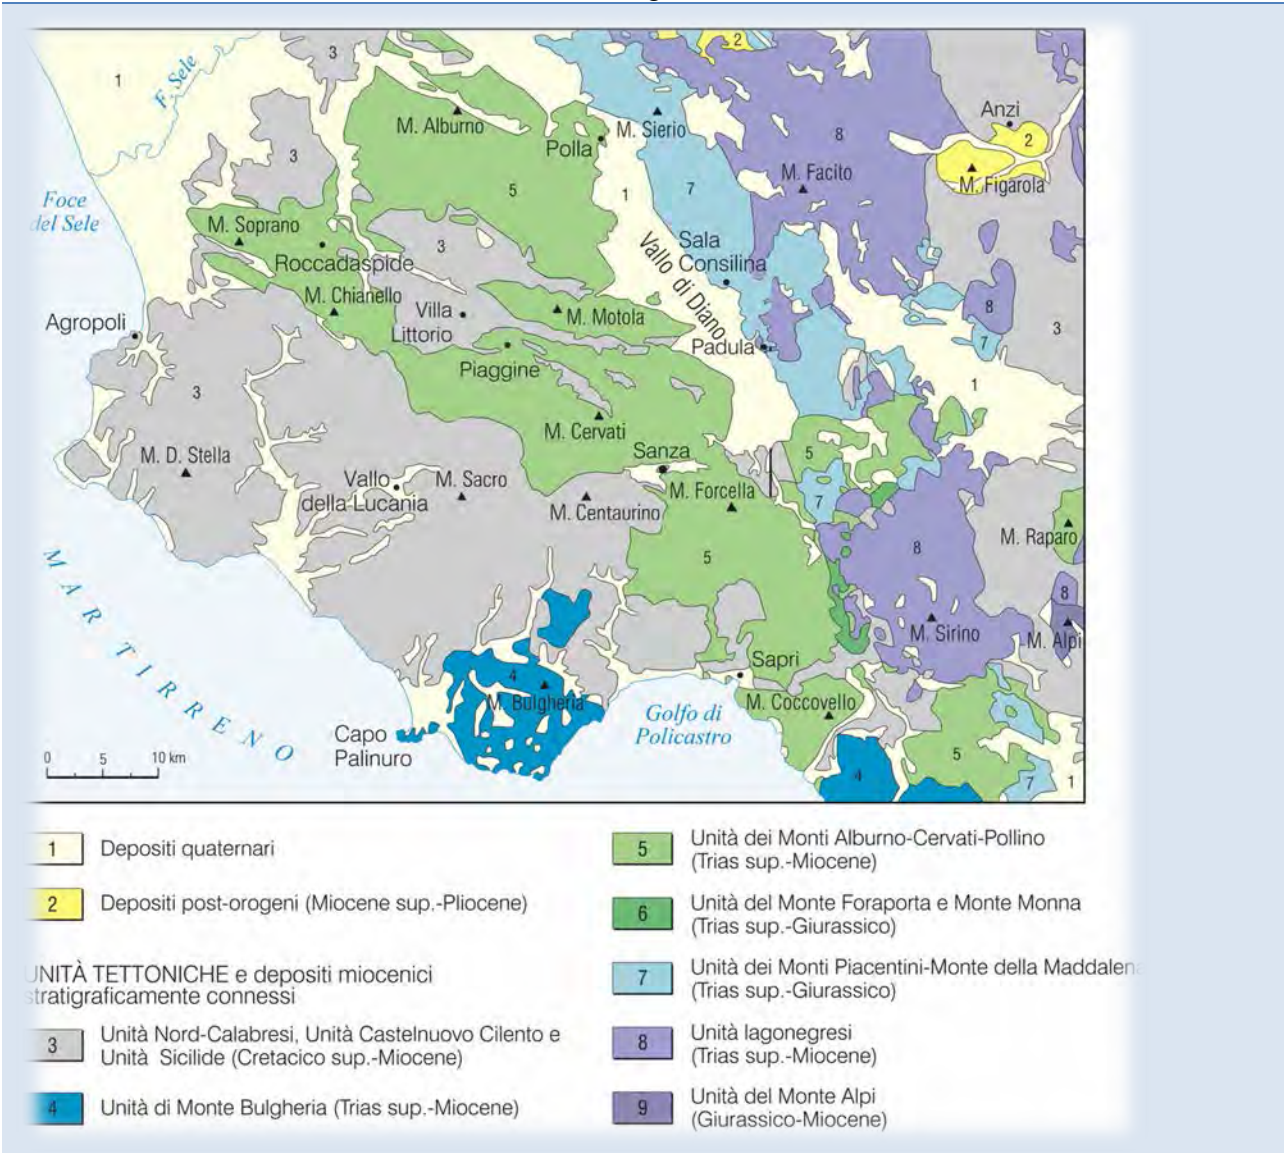 3
2
1
F. Sele
Anzi
M. Alburno
M. Sierio
8
2
Polla
3
M. Facito
M. Figarola
5
1
7
Foce
del Sele
M. Soprano
3
Sala
Consilina
Roccadaspide
Vallo di Diano
M. Chianello
Villa
Littorio
M. Motola
8
3
Agropoli
Padula
7
Piaggine
1
3
M. Cervati
M. D. Stella
Sanza
5
Vallo
della Lucania
M. Sacro
M. Forcella
7
M. Centaurino
M. Raparo
5
8
8
MAR TIRRENO
M. Sirino
M. Alpi
Sapri
4
M. Bulgheria
M. Coccovello
Golfo di
Policastro
Capo
Palinuro
5
4
7
1
0 5 10 km
1 Depositi quaternari
2 Depositi post-orogeni (Miocene sup.-Pliocene)
UNITÀ TETTONICHE e depositi miocenici
stratigraficamente connessi
3 Unità Nord-Calabresi, Unità Castelnuovo Cilento e
Unità Sicilide (Cretacico sup.-Miocene)
4 Unità di Monte Bulgheria (Trias sup.-Miocene)
5 Unità dei Monti Alburno-Cervati-Pollino
(Trias sup.-Miocene)
6 Unità del Monte Foraporta e Monte Monna
(Trias sup.-Giurassico)
7 Unità dei Monti Piacentini-Monte della Maddalena
(Trias sup.-Giurassico)
8 Unità lagonegresi
(Trias sup.-Miocene)
9 Unità del Monte Alpi
(Giurassico-Miocene)